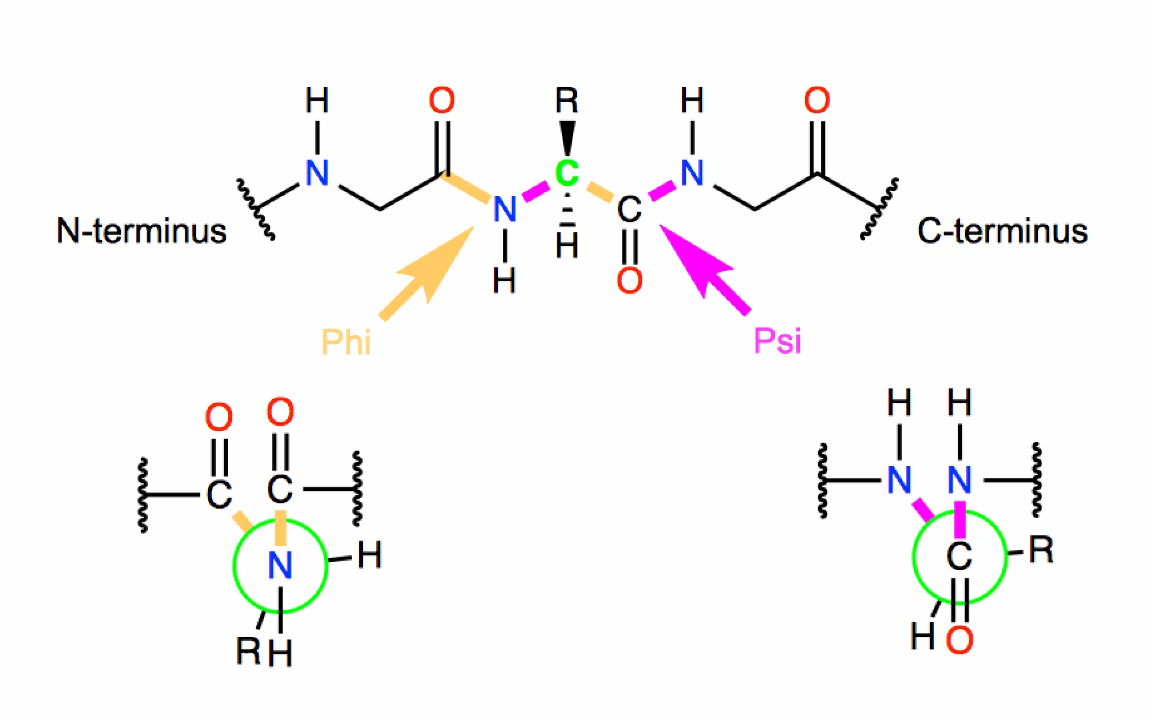 H O R H O
N C N
N-terminus N C C-terminus
H H O
Phi Psi
O O H H
C C N N
N H C R
R H H O